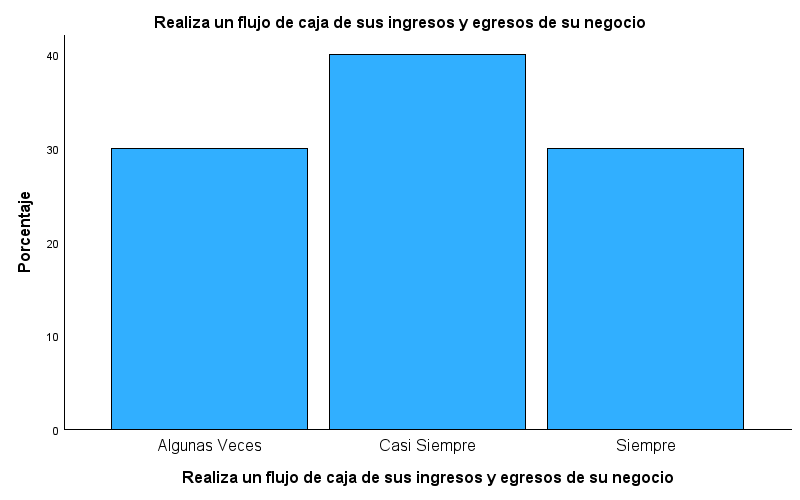 Realiza un flujo de caja de sus ingresos y egresos de su negocio
Porcentaje
40
30
20
10
0
Algunas Veces
Casi Siempre
Siempre
Realiza un flujo de caja de sus ingresos y egresos de su negocio